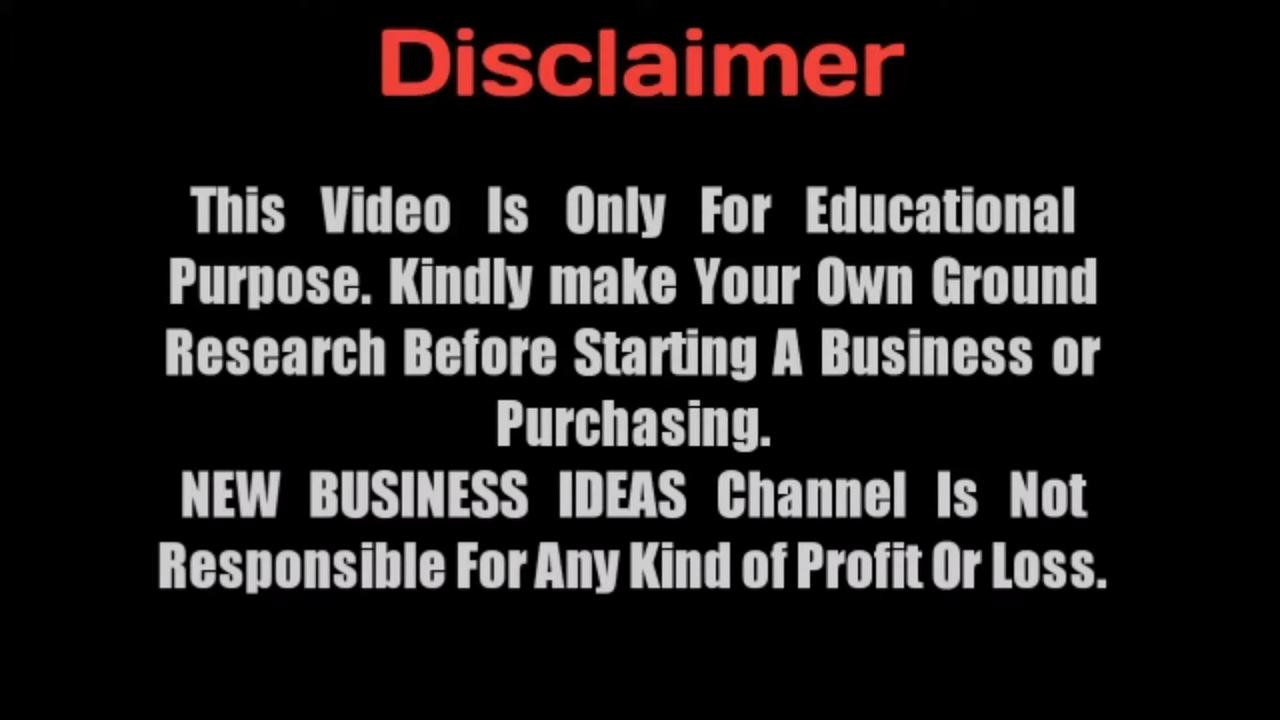 Disclaimer
This Video Is Only For Educational
Purpose. Kindly make Your Own Ground
Research Before Starting A Business or
Purchasing.
NEW BUSINESS IDEAS Channel Is Not
Responsible For Any Kind of Profit Or Loss.